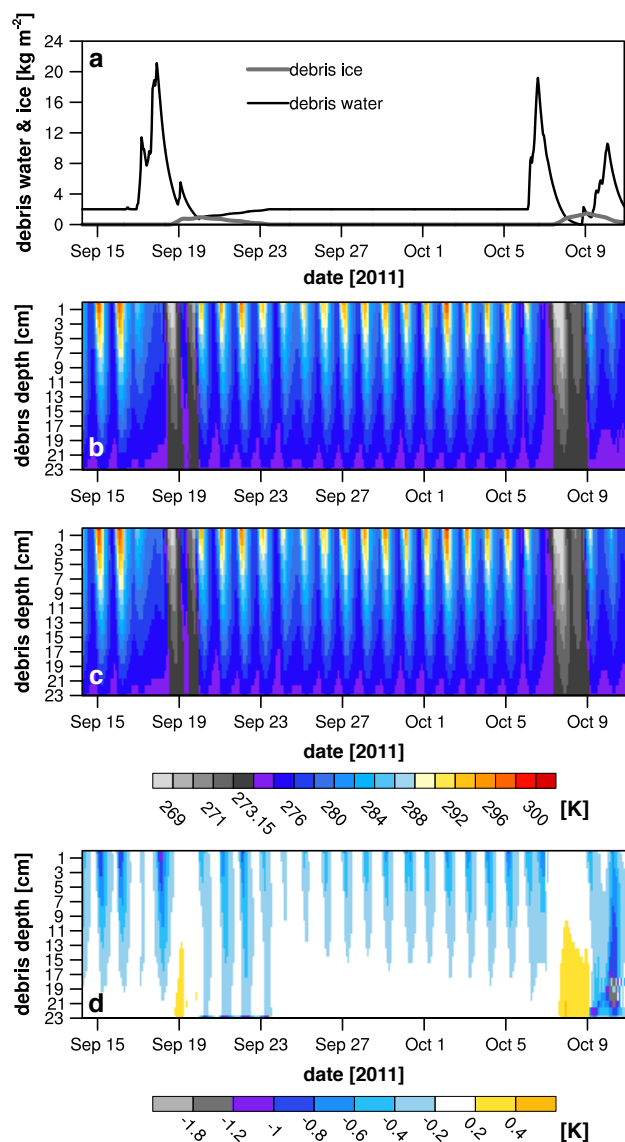 a
debris water & ice [kg m⁻²]
24
20
16
12
8
4
0
debris ice
debris water
Sep 15 Sep 19 Sep 23 Sep 27 Oct 1 Oct 5 Oct 9
date [2011]
debris depth [cm]
1
3
5
7
9
11
13
15
17
19
21
23
b
Sep 15 Sep 19 Sep 23 Sep 27 Oct 1 Oct 5 Oct 9
date [2011]
debris depth [cm]
1
3
5
7
9
11
13
15
17
19
21
23
c
Sep 15 Sep 19 Sep 23 Sep 27 Oct 1 Oct 5 Oct 9
date [2011]
269 271 273.15 276 280 284 288 292 296 300 [K]
debris depth [cm]
1
3
5
7
9
11
13
15
17
19
21
23
d
Sep 15 Sep 19 Sep 23 Sep 27 Oct 1 Oct 5 Oct 9
date [2011]
-1.8 -1.2 -1 -0.8 -0.6 -0.4 -0.2 0.2 0.4 [K]